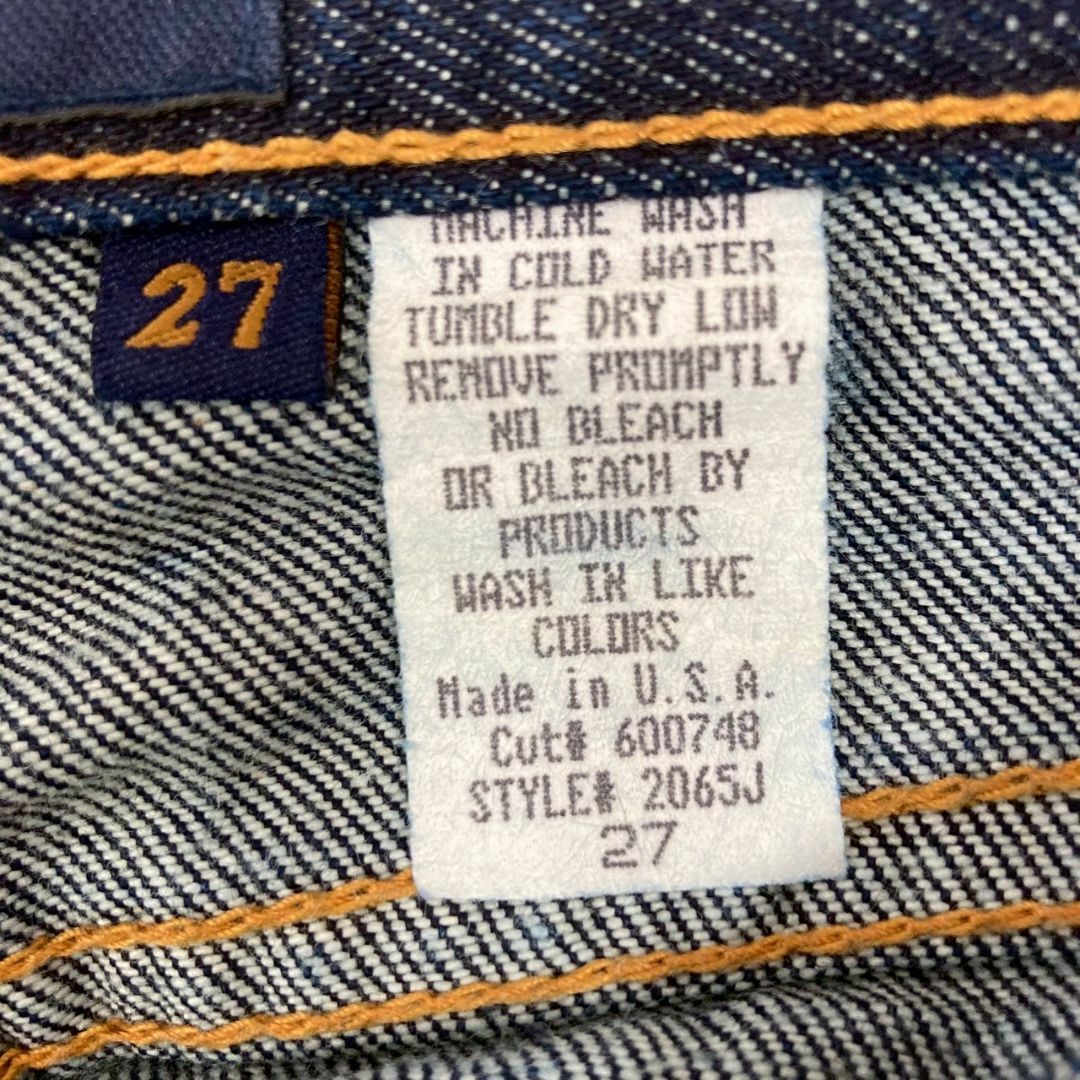 27
MACHINE WASH
IN COLD WATER
TUMBLE DRY LOW
REMOVE PROMPTLY
NO BLEACH
OR BLEACH BY
PRODUCTS
WASH IN LIKE
COLORS
Made in U.S.A.
Cut# 600748
STYLE# 2065J
27